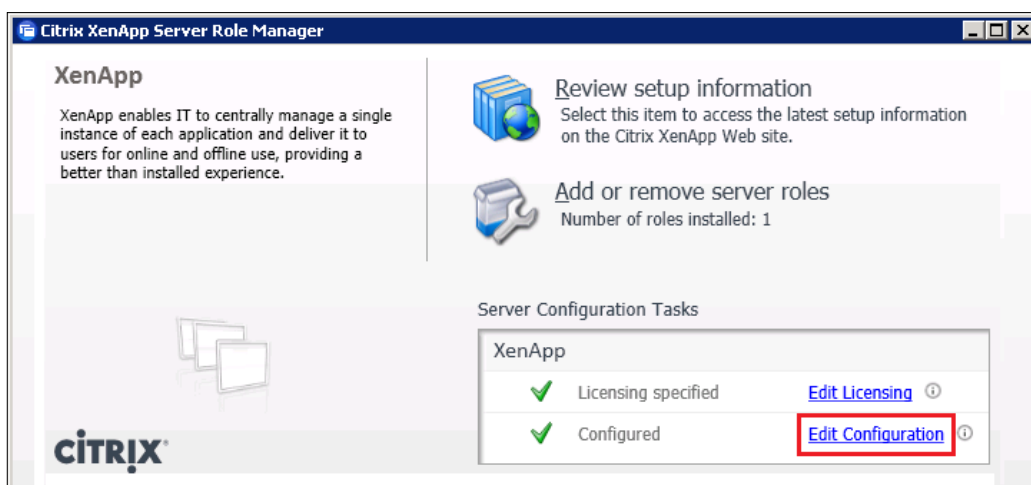 Citrix XenApp Server Role Manager
XenApp
XenApp enables IT to centrally manage a single
instance of each application and deliver it to
users for online and offline use, providing a
better than installed experience.
Review setup information
Select this item to access the latest setup information
on the Citrix XenApp Web site.
Add or remove server roles
Number of roles installed: 1
Server Configuration Tasks
XenApp
Licensing specified Edit Licensing
Configured Edit Configuration
CİTRIX